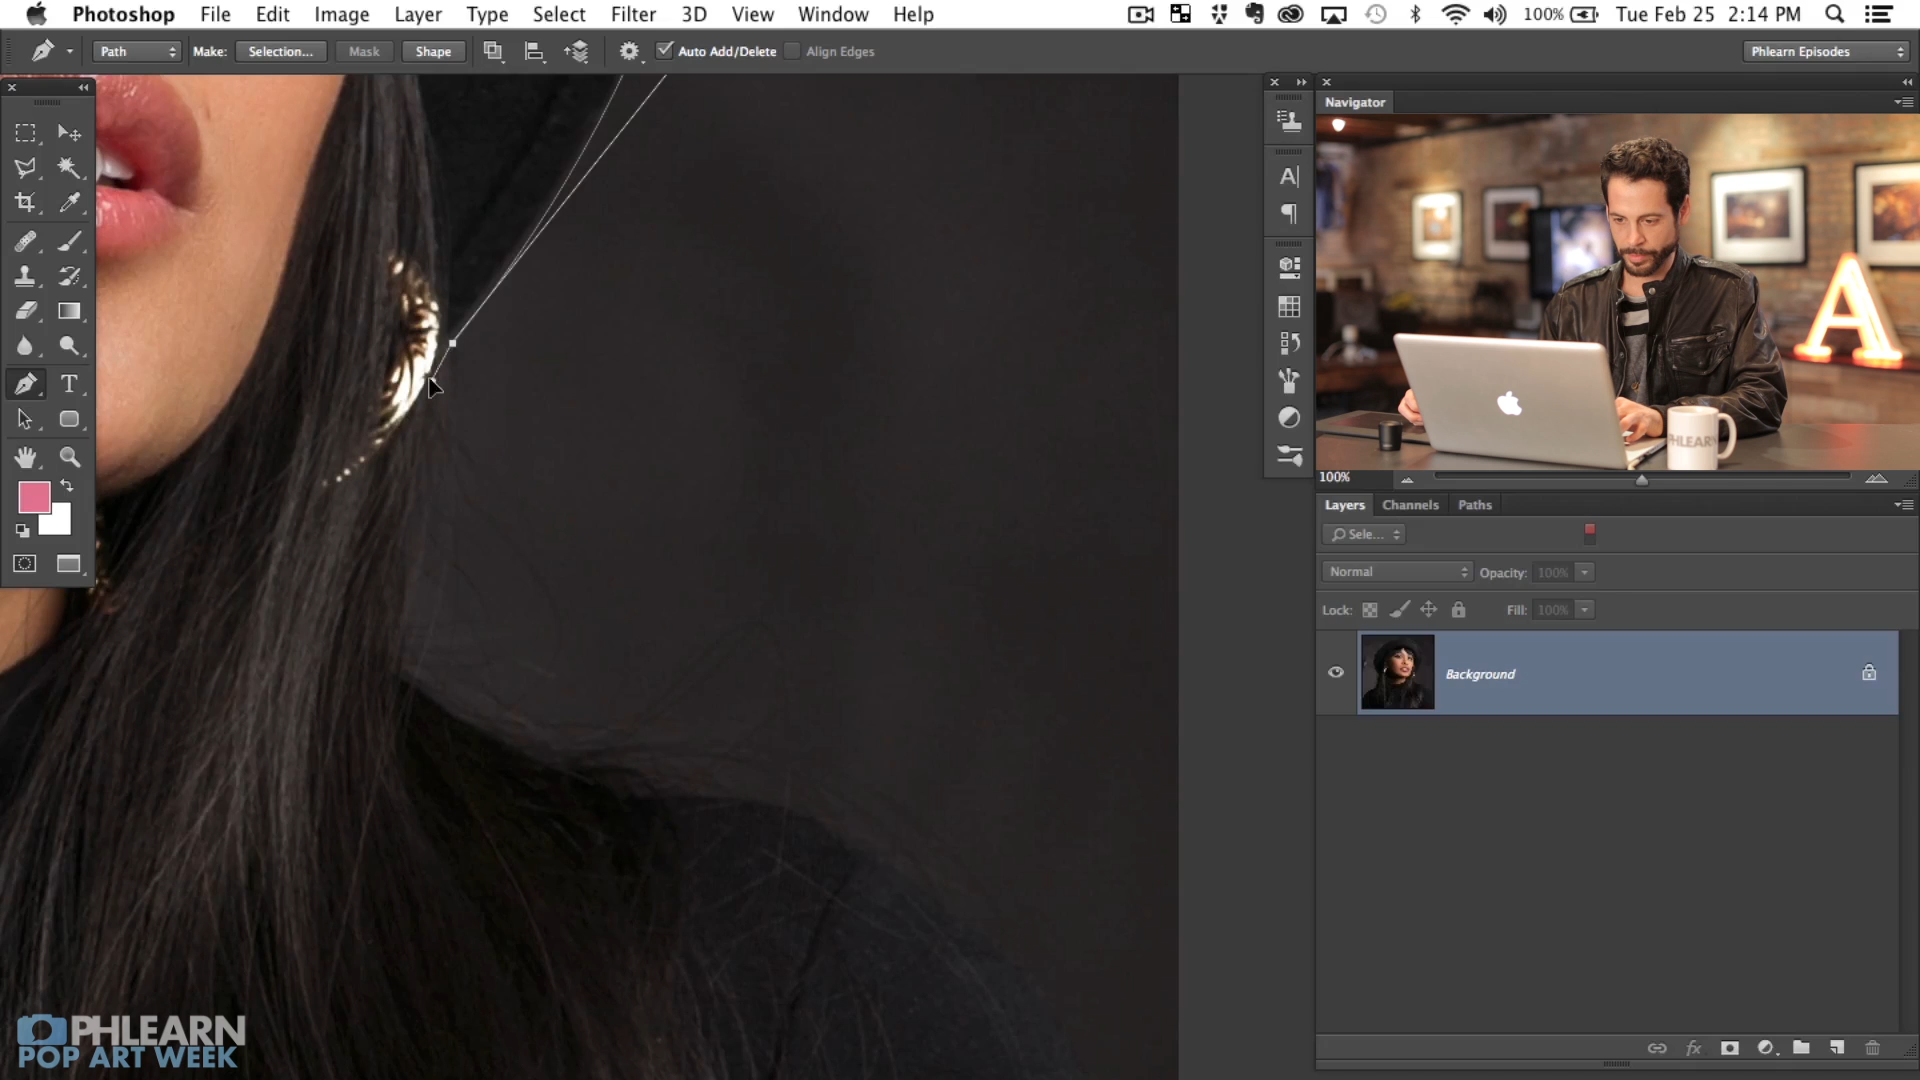 Photoshop File Edit Image Layer Type Select Filter 3D View Window Help 100% Tue Feb 25 2:14 PM
Path Make: Selection... Mask Shape Auto Add/Delete Align Edges Phlearn Episodes
Navigator
A
PHLEARN
100%
Layers Channels Paths
Sele...
Normal Opacity: 100%
Lock: Fill: 100%
Background
T
A|
fx
PHLEARN
POP ART WEEK